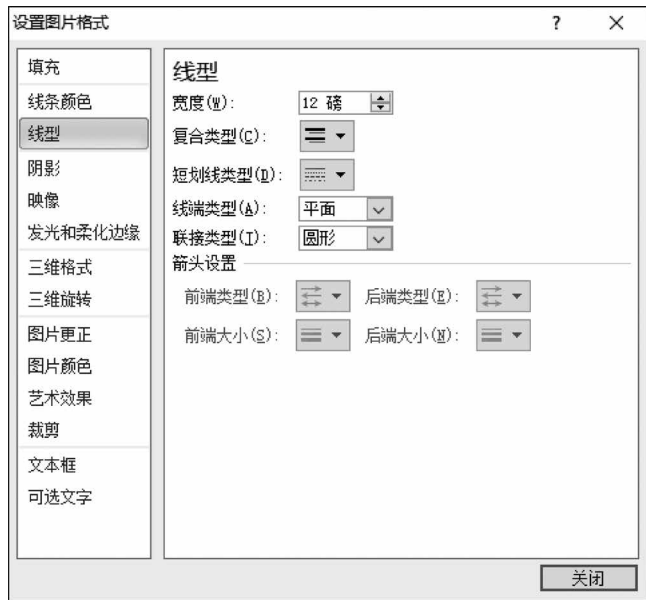 设置图片格式
?
×
填充
线条颜色
线型
阴影
映像
发光和柔化边缘
三维格式
三维旋转
图片更正
图片颜色
艺术效果
裁剪
文本框
可选文字
线型
宽度(W): 12 磅
复合类型(C):
短划线类型(D):
线端类型(A): 平面
联接类型(T): 圆形
箭头设置
前端类型(B): 后端类型(E):
前端大小(S): 后端大小(N):
关闭